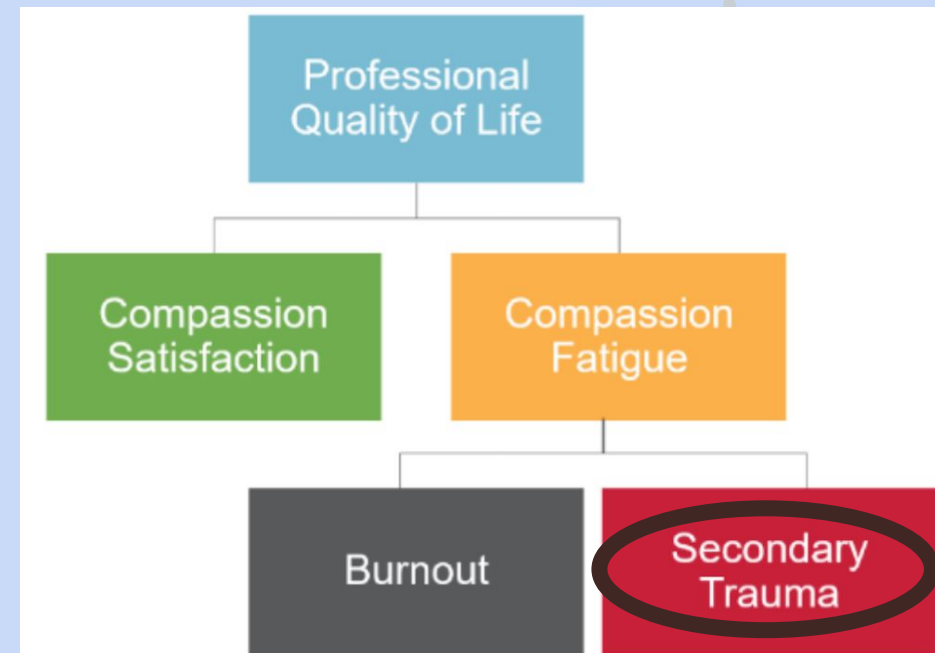 Professional
Quality of Life
Compassion
Satisfaction
Compassion
Fatigue
Burnout
Secondary
Trauma